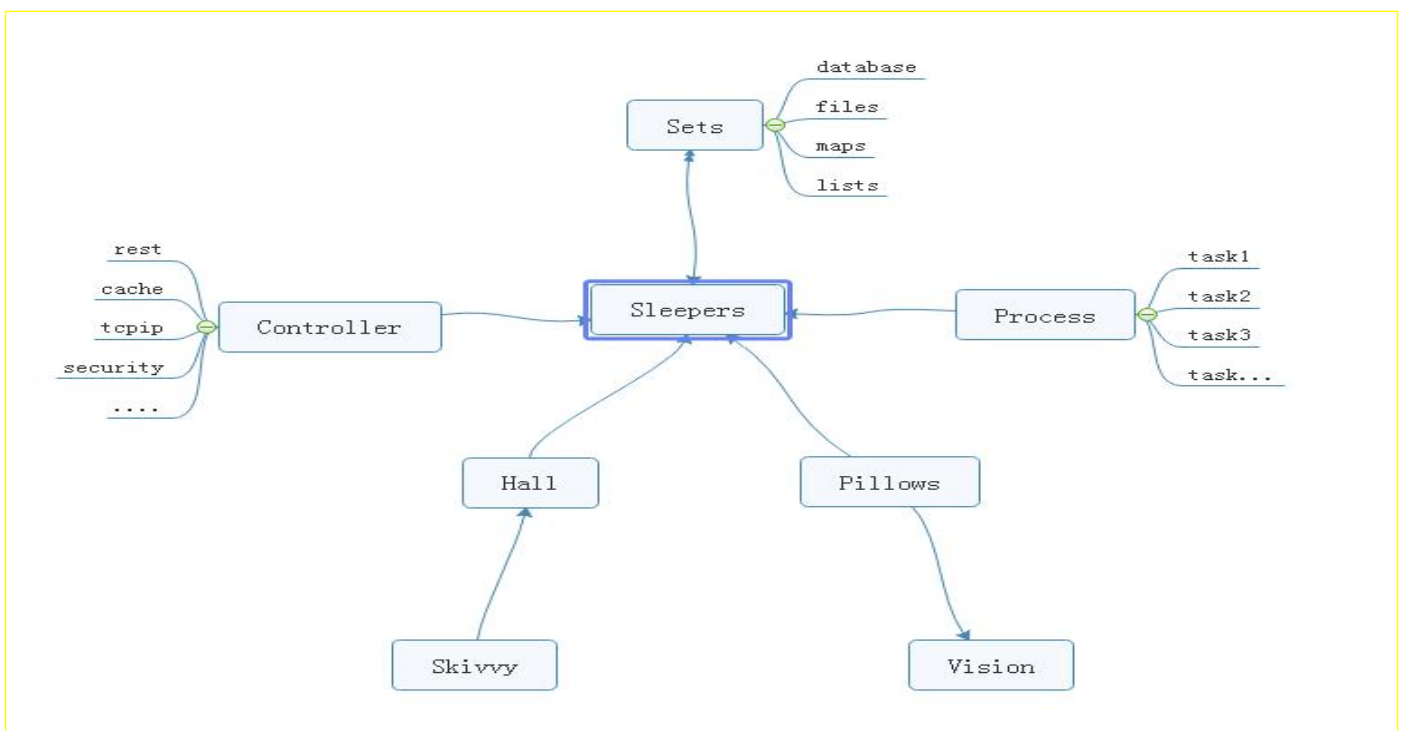 database
Sets
files
maps
lists
rest
cache
Controller
tcpip
security
....
Sleepers
Process
task1
task2
task3
task...
Hall
Pillows
Skivvy
Vision